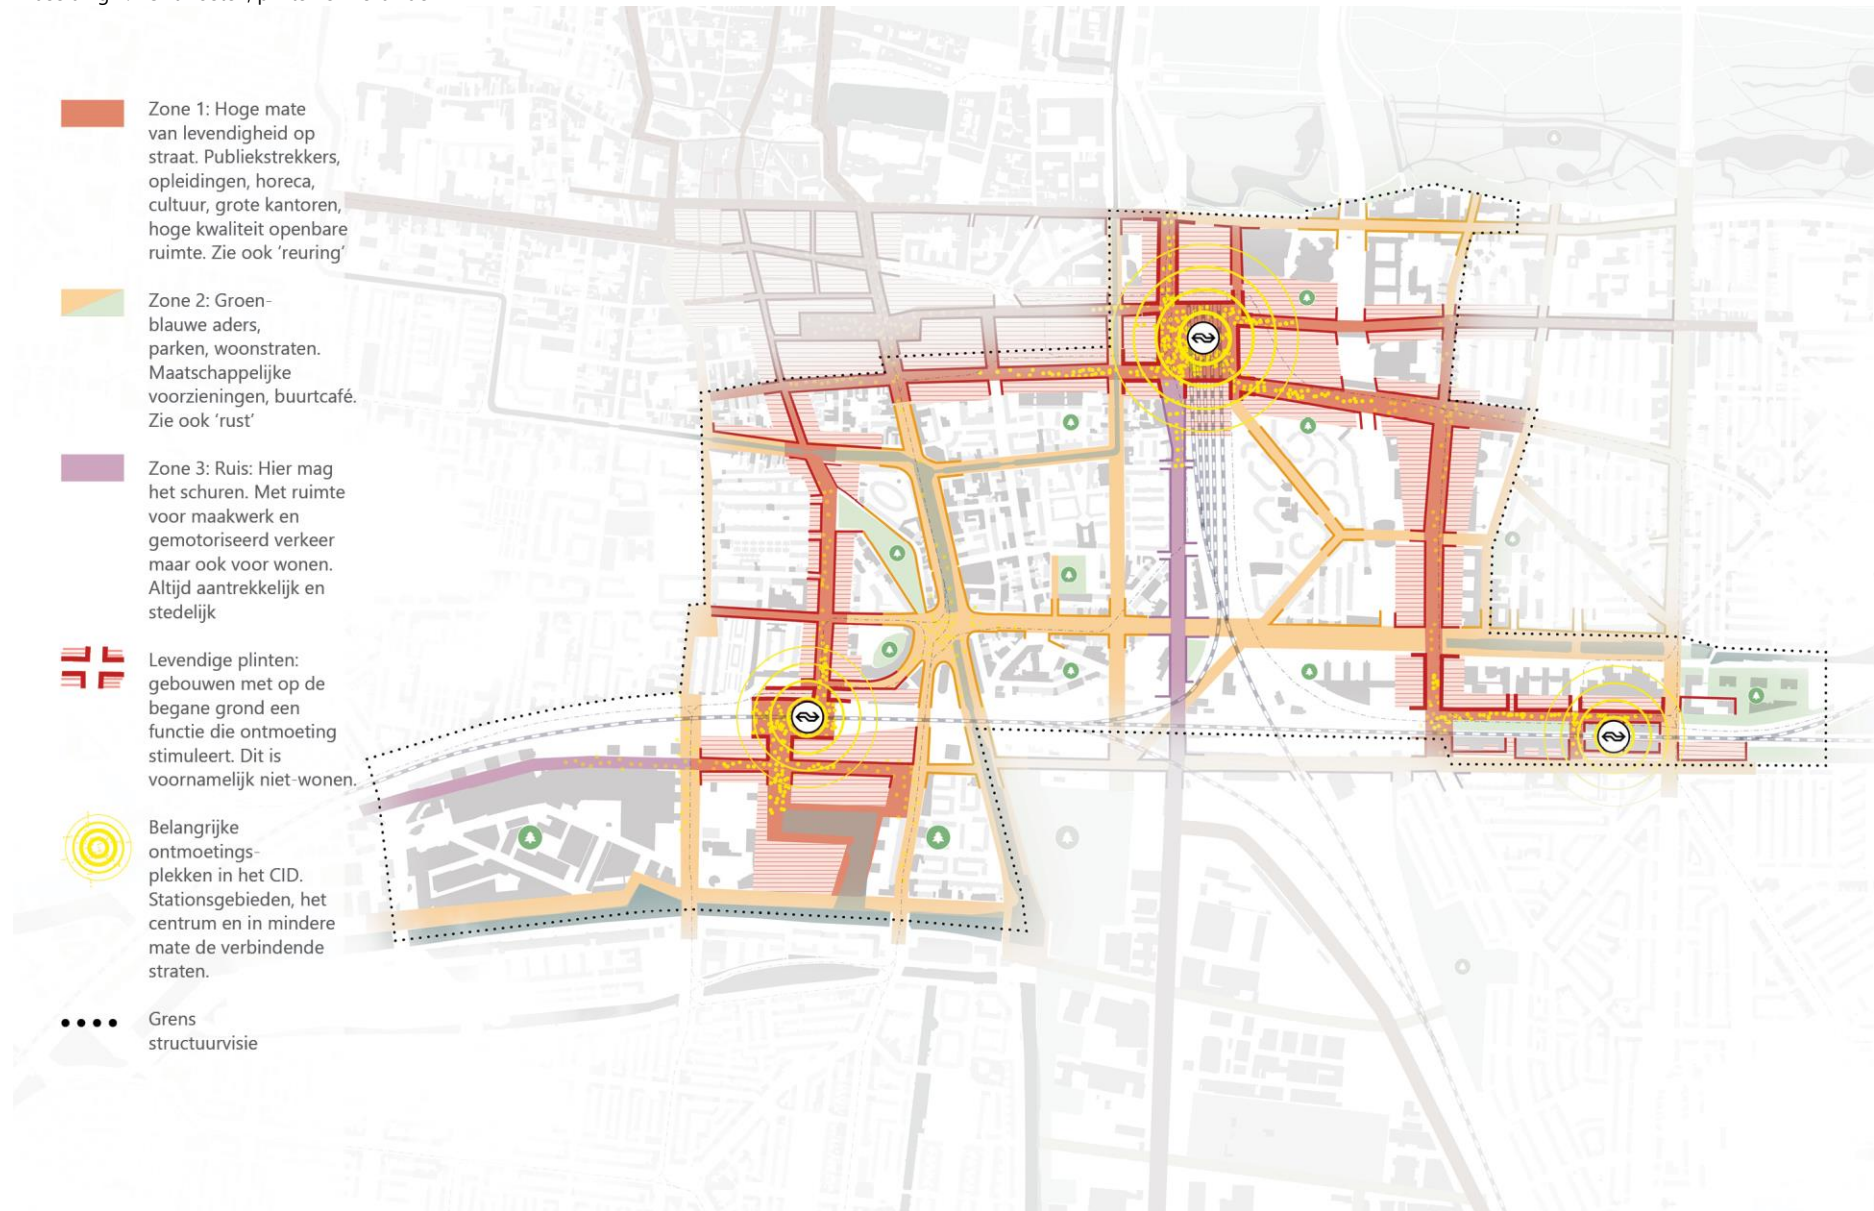 Zone 1: Hoge mate
van levendigheid op
straat. Publiekstrekkers,
opleidingen, horeca,
cultuur, grote kantoren,
hoge kwaliteit openbare
ruimte. Zie ook ‘reuring’
Zone 2: Groen-
blauwe aders,
parken, woonstraten.
Maatschappelijke
voorzieningen, buurtcafé.
Zie ook ‘rust’
Zone 3: Ruis: Hier mag
het schuren. Met ruimte
voor maakwerk en
gemotoriseerd verkeer
maar ook voor wonen.
Altijd aantrekkelijk en
stedelijk
Levendige plinten:
gebouwen met op de
begane grond een
functie die ontmoeting
stimuleert. Dit is
voornamelijk niet-wonen.
Belangrijke
ontmoetings-
plekken in het CID.
Stationsgebieden, het
centrum en in mindere
mate de verbindende
straten.
Grens
structuurvisie